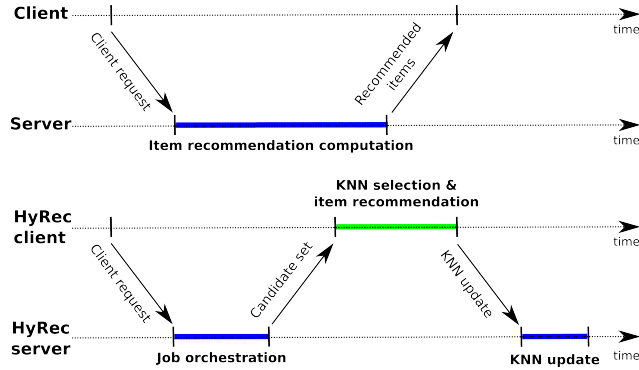 Client
time
Client request
Recommended
items
Server
time
Item recommendation computation
KNN selection &
item recommendation
HyRec
client
time
Client request
Candidate set
KNN update
HyRec
server
time
Job orchestration
KNN update